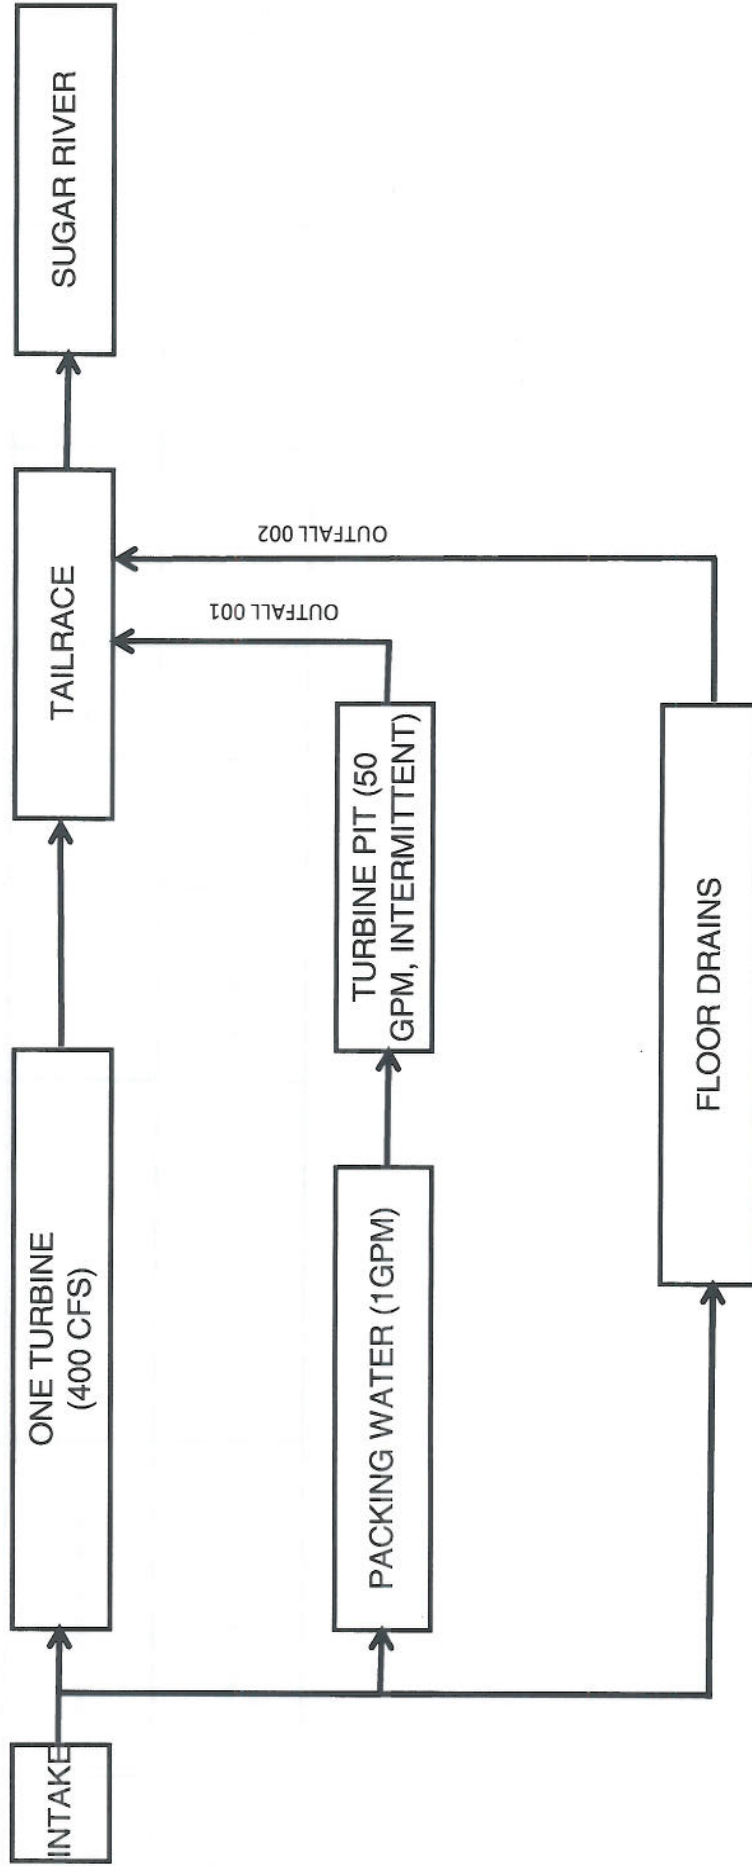 INTAKE
ONE TURBINE
(400 CFS)
TAILRACE
SUGAR RIVER
PACKING WATER (1GPM)
TURBINE PIT (50
GPM, INTERMITTENT)
OUTFALL 001
OUTFALL 002
FLOOR DRAINS